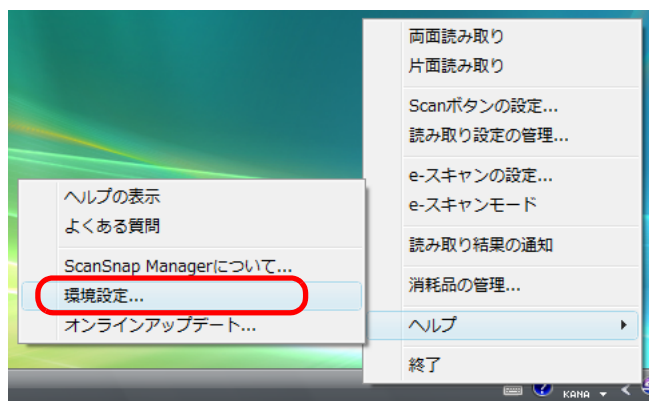 両面読み取り
片面読み取り
Scanボタンの設定...
読み取り設定の管理...
e-スキャンの設定...
e-スキャンモード
読み取り結果の通知
消耗品の管理...
ヘルプ
終了
ヘルプの表示
よくある質問
ScanSnap Managerについて...
環境設定...
オンラインアップデート...
KANA